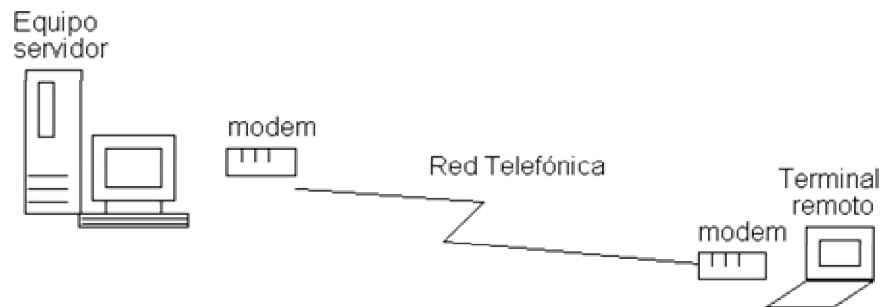 Equipo
servidor
modem
Red Telefónica
Terminal
remoto
modem